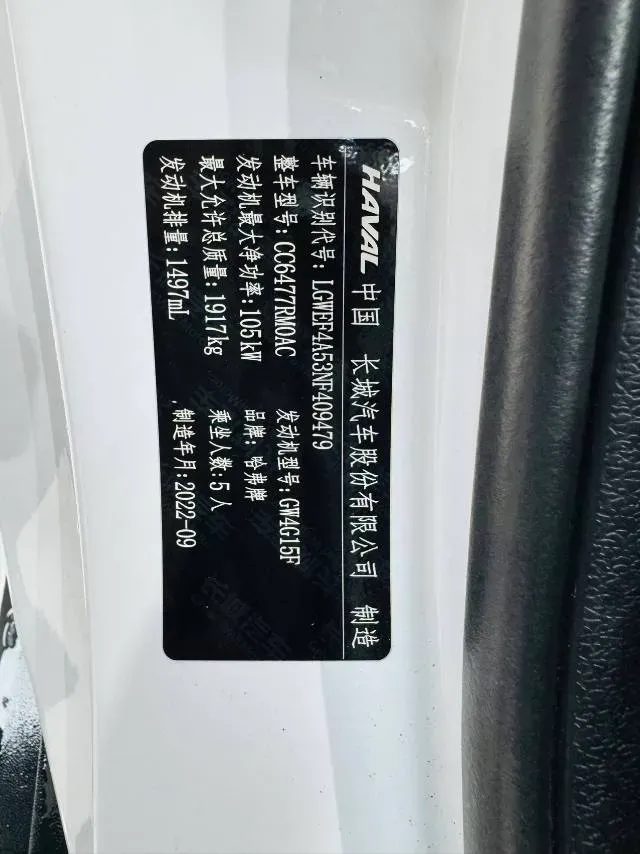 HAVAL 中国 长城汽车股份有限公司 制造
车辆识别代号: LGWEF4A53NF409479
整车型号: CC6477RM0AC 发动机型号: GW4G15F
发动机最大净功率: 105kW 品牌: 哈弗牌
最大允许总质量: 1917kg 乘坐人数: 5 人
发动机排量: 1497mL 制造年月: 2022-09